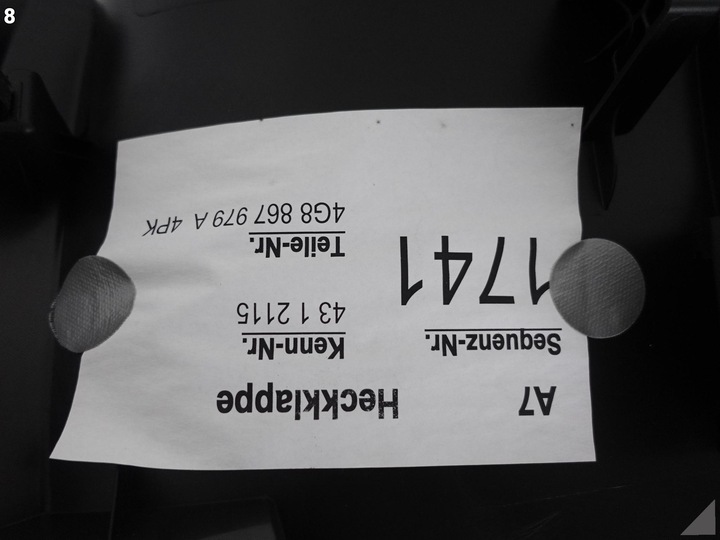 8
A7 Heckklappe
Sequenz-Nr. Kenn-Nr.
1741 43 1 2115
Teile-Nr.
4G8 867 979 A 4PK